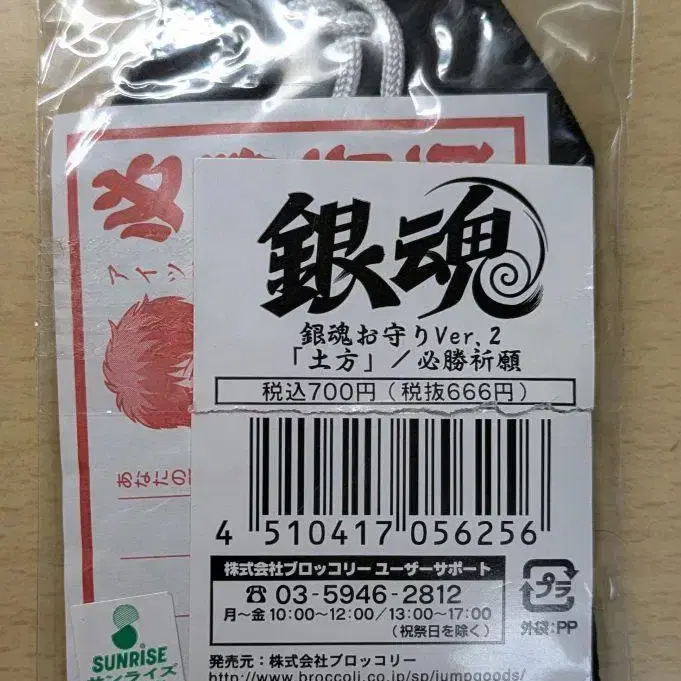 必
アイツ
あなたの
銀魂
銀魂お守りVer.2
「土方」／必勝祈願
税込700円（税抜666円）
4 510417 056256
株式会社ブロッコリー ユーザーサポート
☎ 03-5946-2812
月～金 10:00～12:00／13:00～17:00
（祝祭日を除く）
プラ
外袋:PP
発売元：株式会社ブロッコリー
http://www.broccoli.co.jp/sp/jumpgoods/
SUNRISE
サンライズ